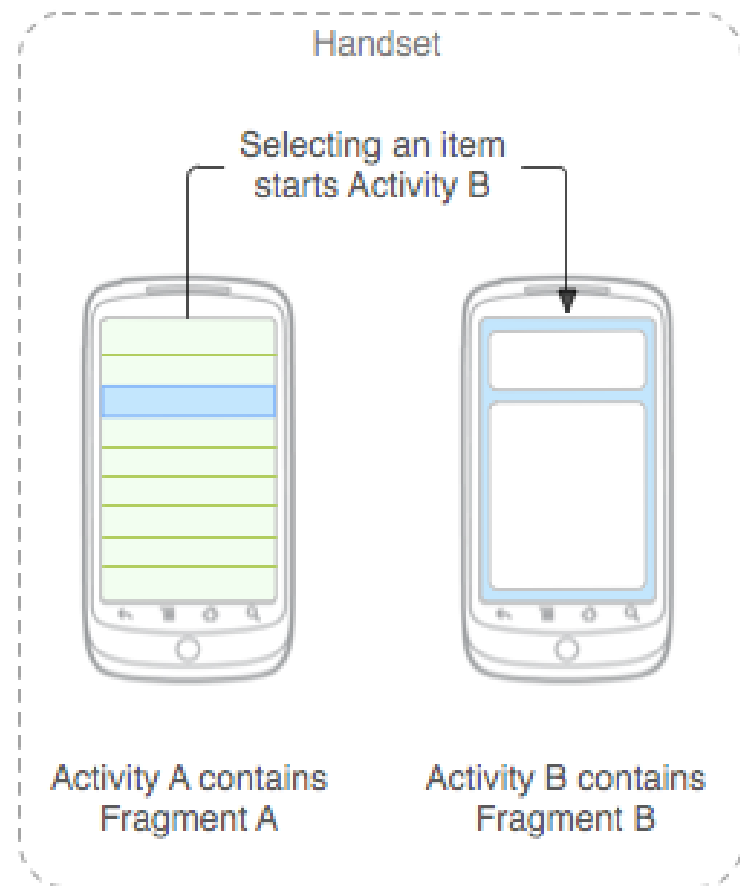 Handset
Selecting an item
starts Activity B
Activity A contains
Fragment A
Activity B contains
Fragment B